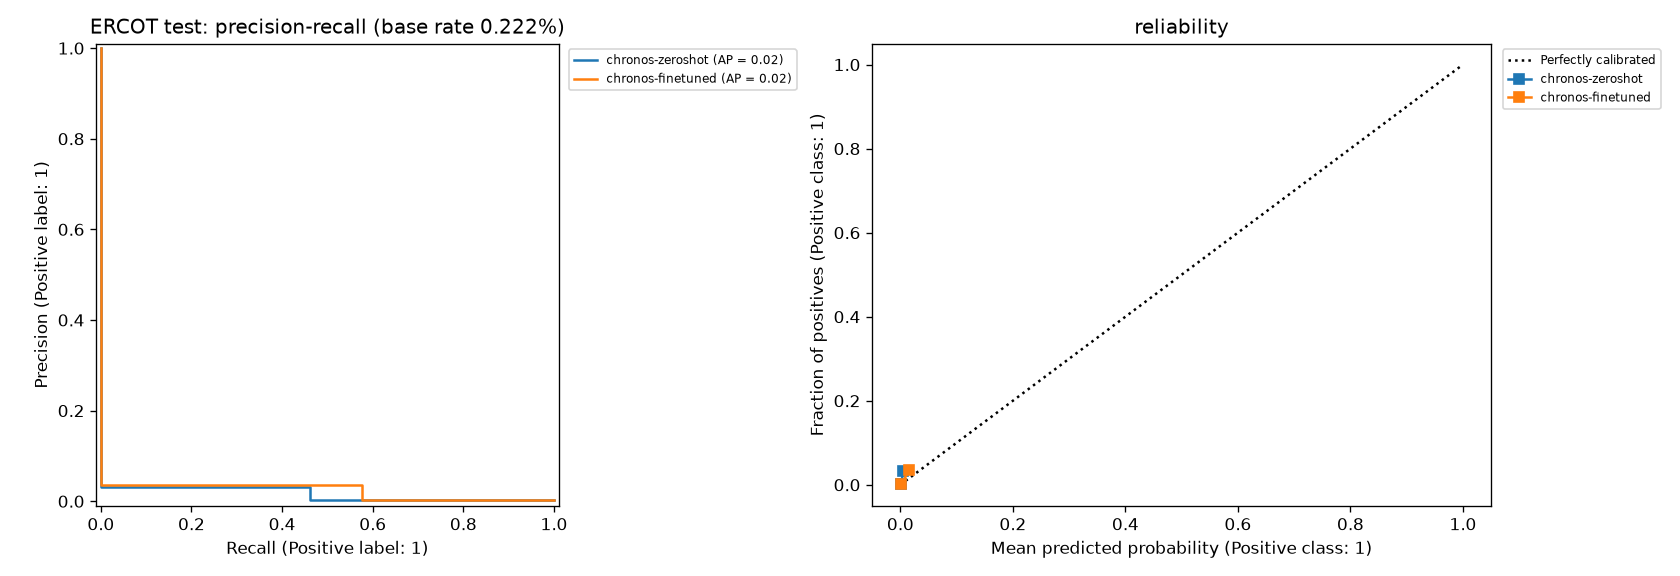 ERCOT test: precision-recall (base rate 0.222%)
1.0
0.8
0.6
0.4
0.2
0.0
Precision (Positive label: 1)
0.0 0.2 0.4 0.6 0.8 1.0
Recall (Positive label: 1)
chronos-zeroshot (AP = 0.02)
chronos-finetuned (AP = 0.02)
reliability
1.0
0.8
0.6
0.4
0.2
0.0
Fraction of positives (Positive class: 1)
0.0 0.2 0.4 0.6 0.8 1.0
Mean predicted probability (Positive class: 1)
Perfectly calibrated
chronos-zeroshot
chronos-finetuned